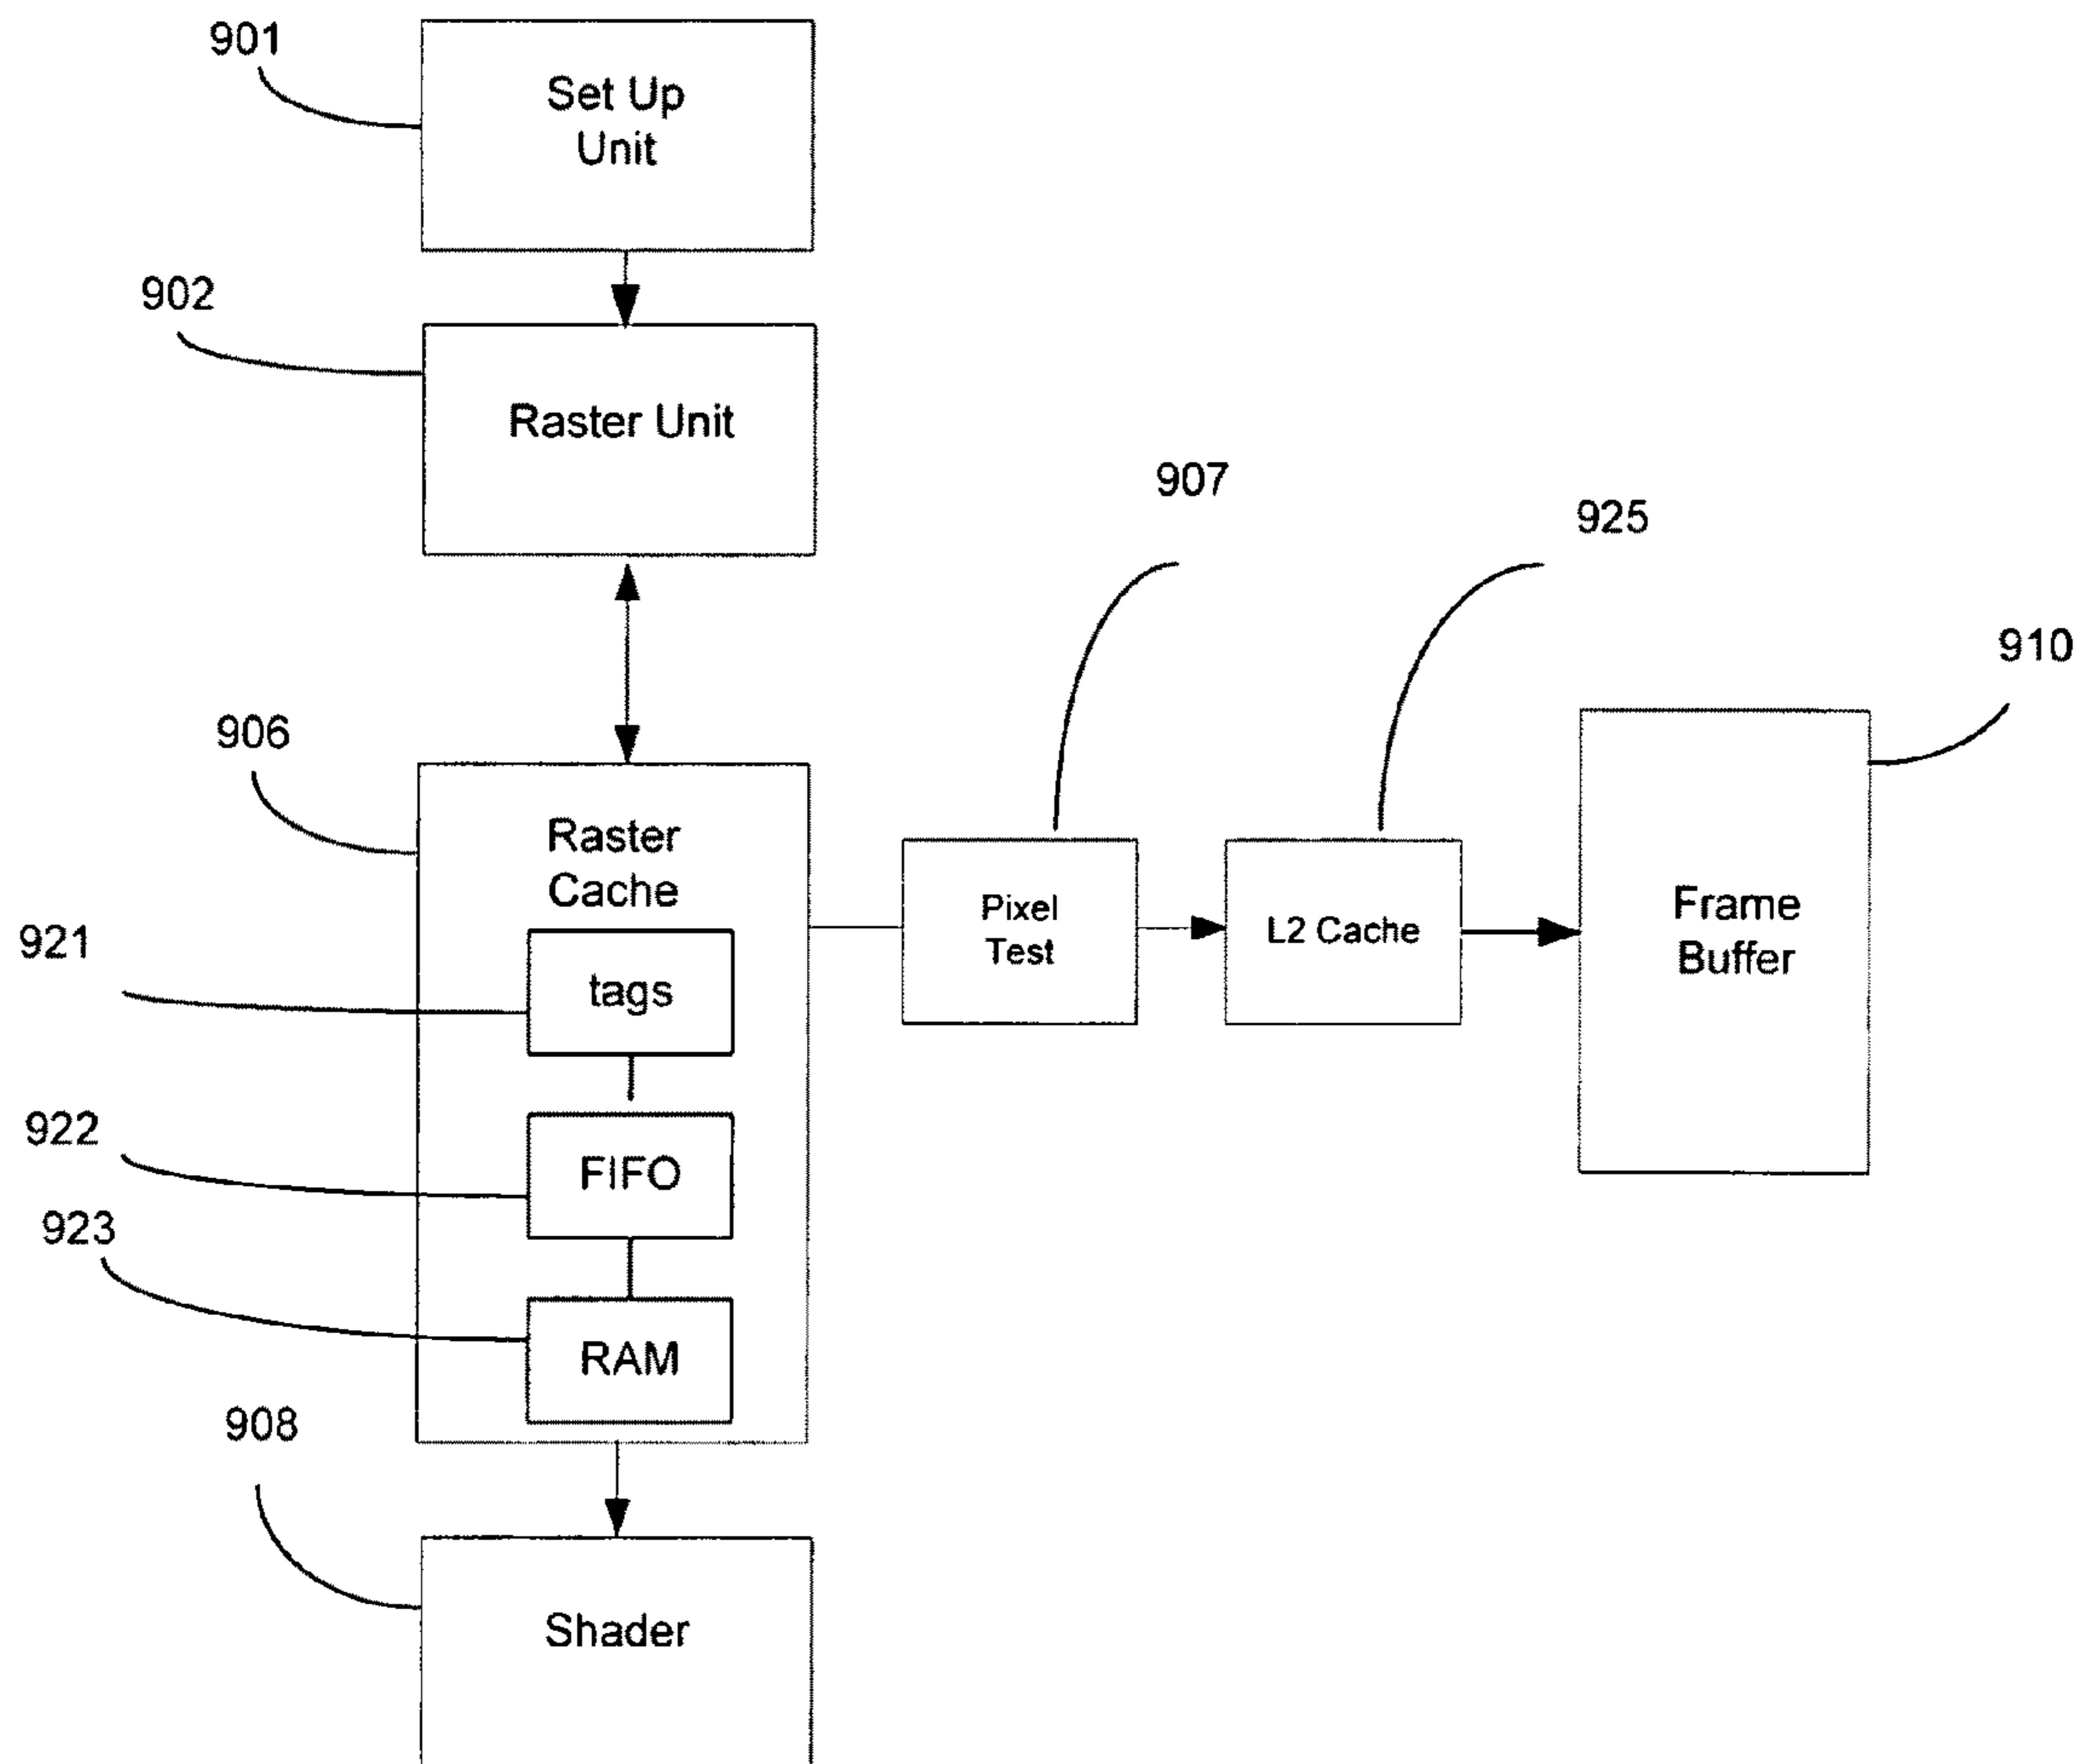 901
Set Up
Unit
902
Raster Unit
907
925
910
906
Raster
Cache
Pixel
Test
L2 Cache
Frame
Buffer
921
tags
922
FIFO
923
RAM
908
Shader